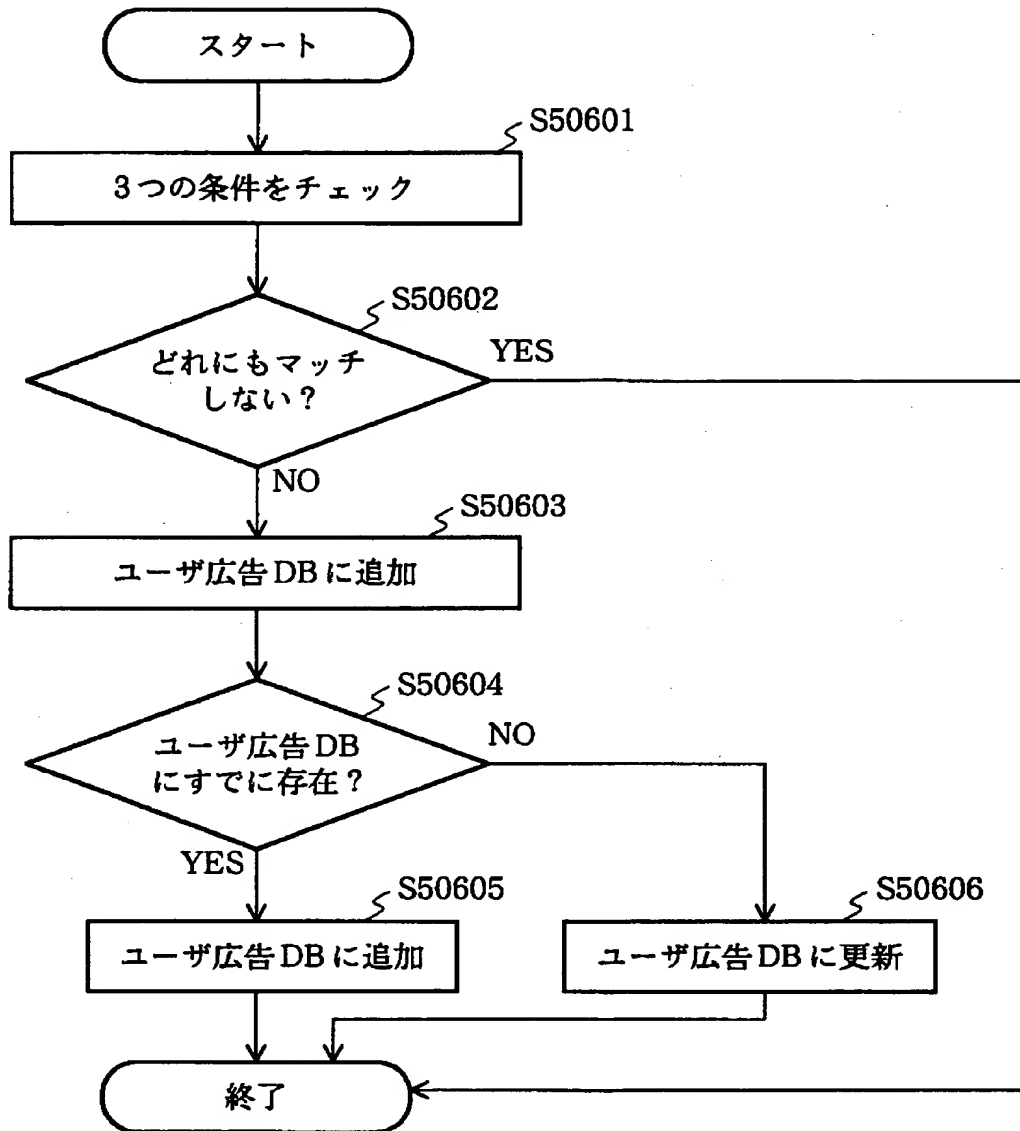 スタート
S50601
3つの条件をチェック
S50602
どれにもマッチ
しない?
YES
NO
S50603
ユーザ広告DBに追加
S50604
ユーザ広告DB
にすでに存在?
NO
YES
S50605
ユーザ広告DBに追加
S50606
ユーザ広告DBに更新
終了